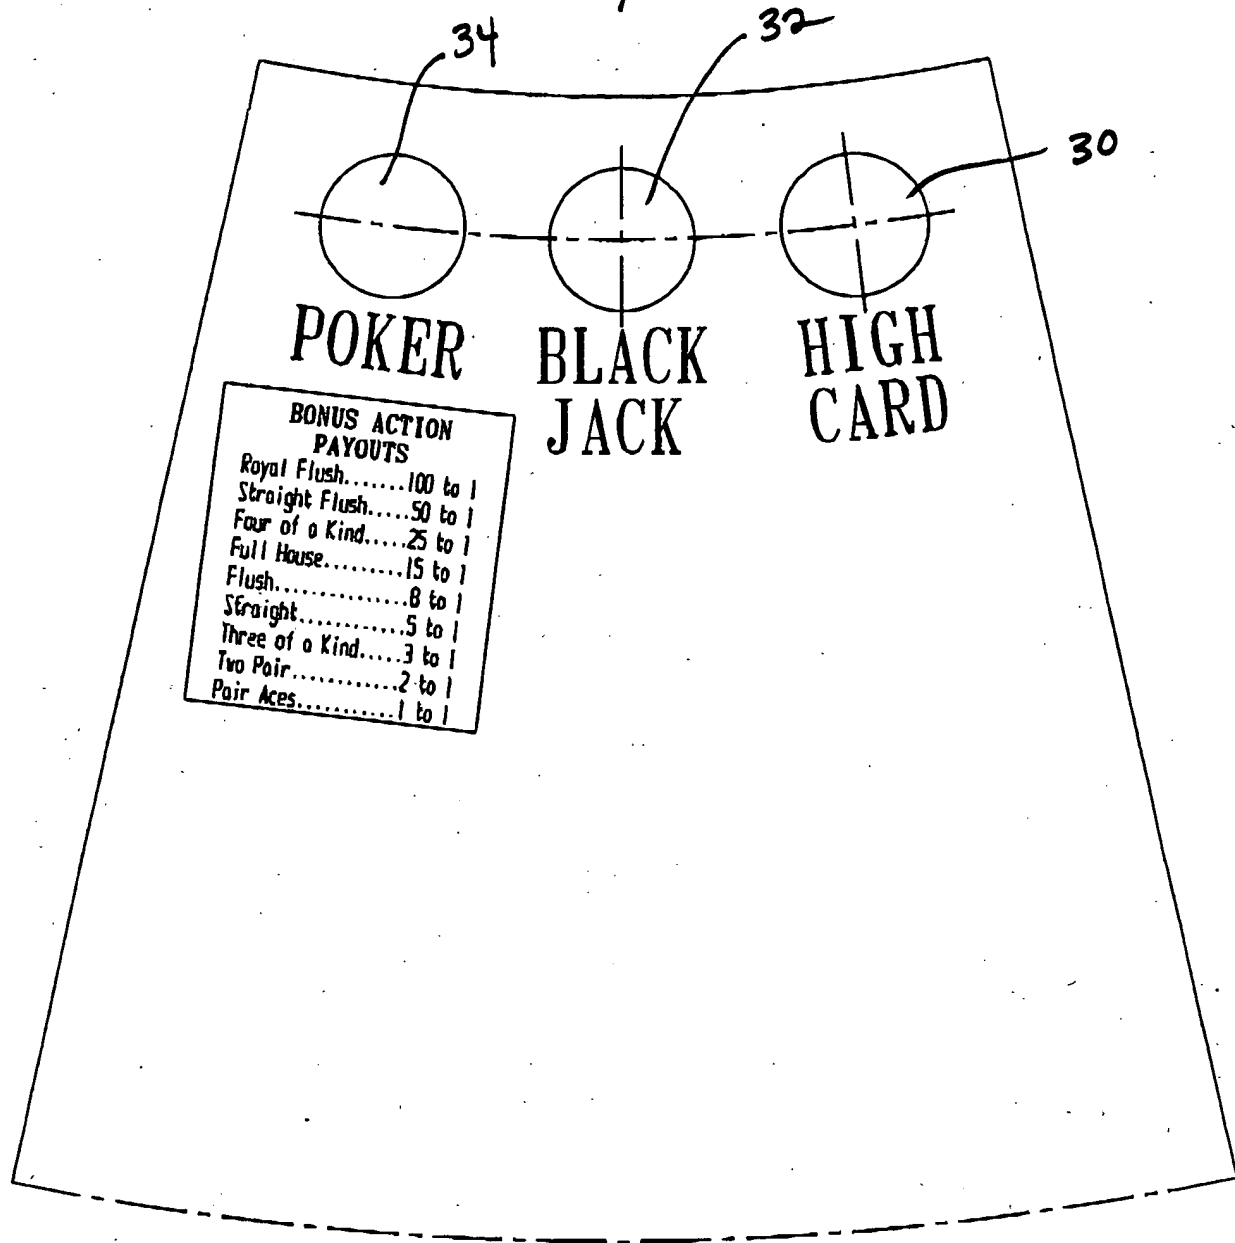 34
32
30
POKER
BLACK
JACK
HIGH
CARD
BONUS ACTION
PAYOUTS
Royal Flush.......100 to 1
Straight Flush.....50 to 1
Four of a Kind.....25 to 1
Full House.........15 to 1
Flush..............8 to 1
Straight............5 to 1
Three of a Kind.....3 to 1
Two Pair............2 to 1
Pair Aces...........1 to 1